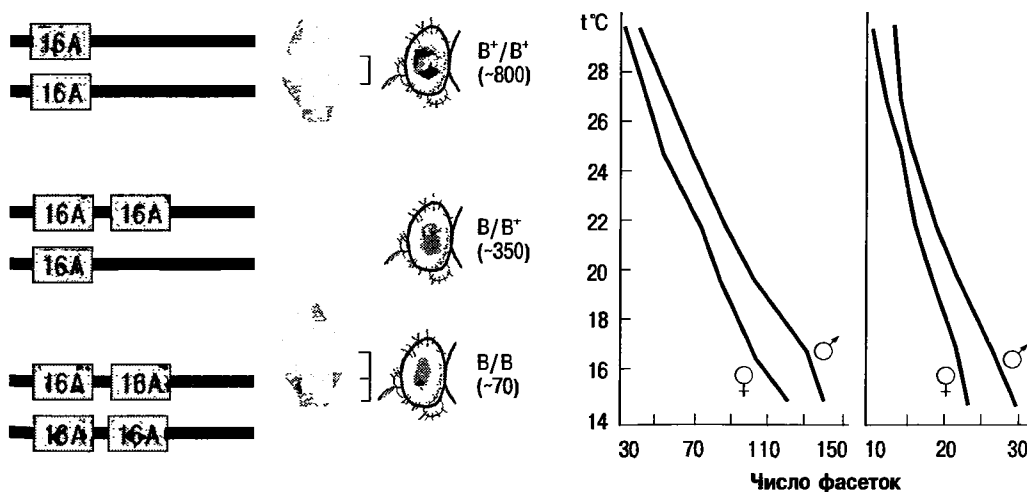 16A
16A
B⁺/B⁺
(~800)
16A 16A
16A
B/B⁺
(~350)
16A 16A
16A 16A
B/B
(~70)
t°C
28
26
24
22
20
18
16
14
♀ ♂
♀ ♂
30 70 110 150
10 20 30
Число фасеток